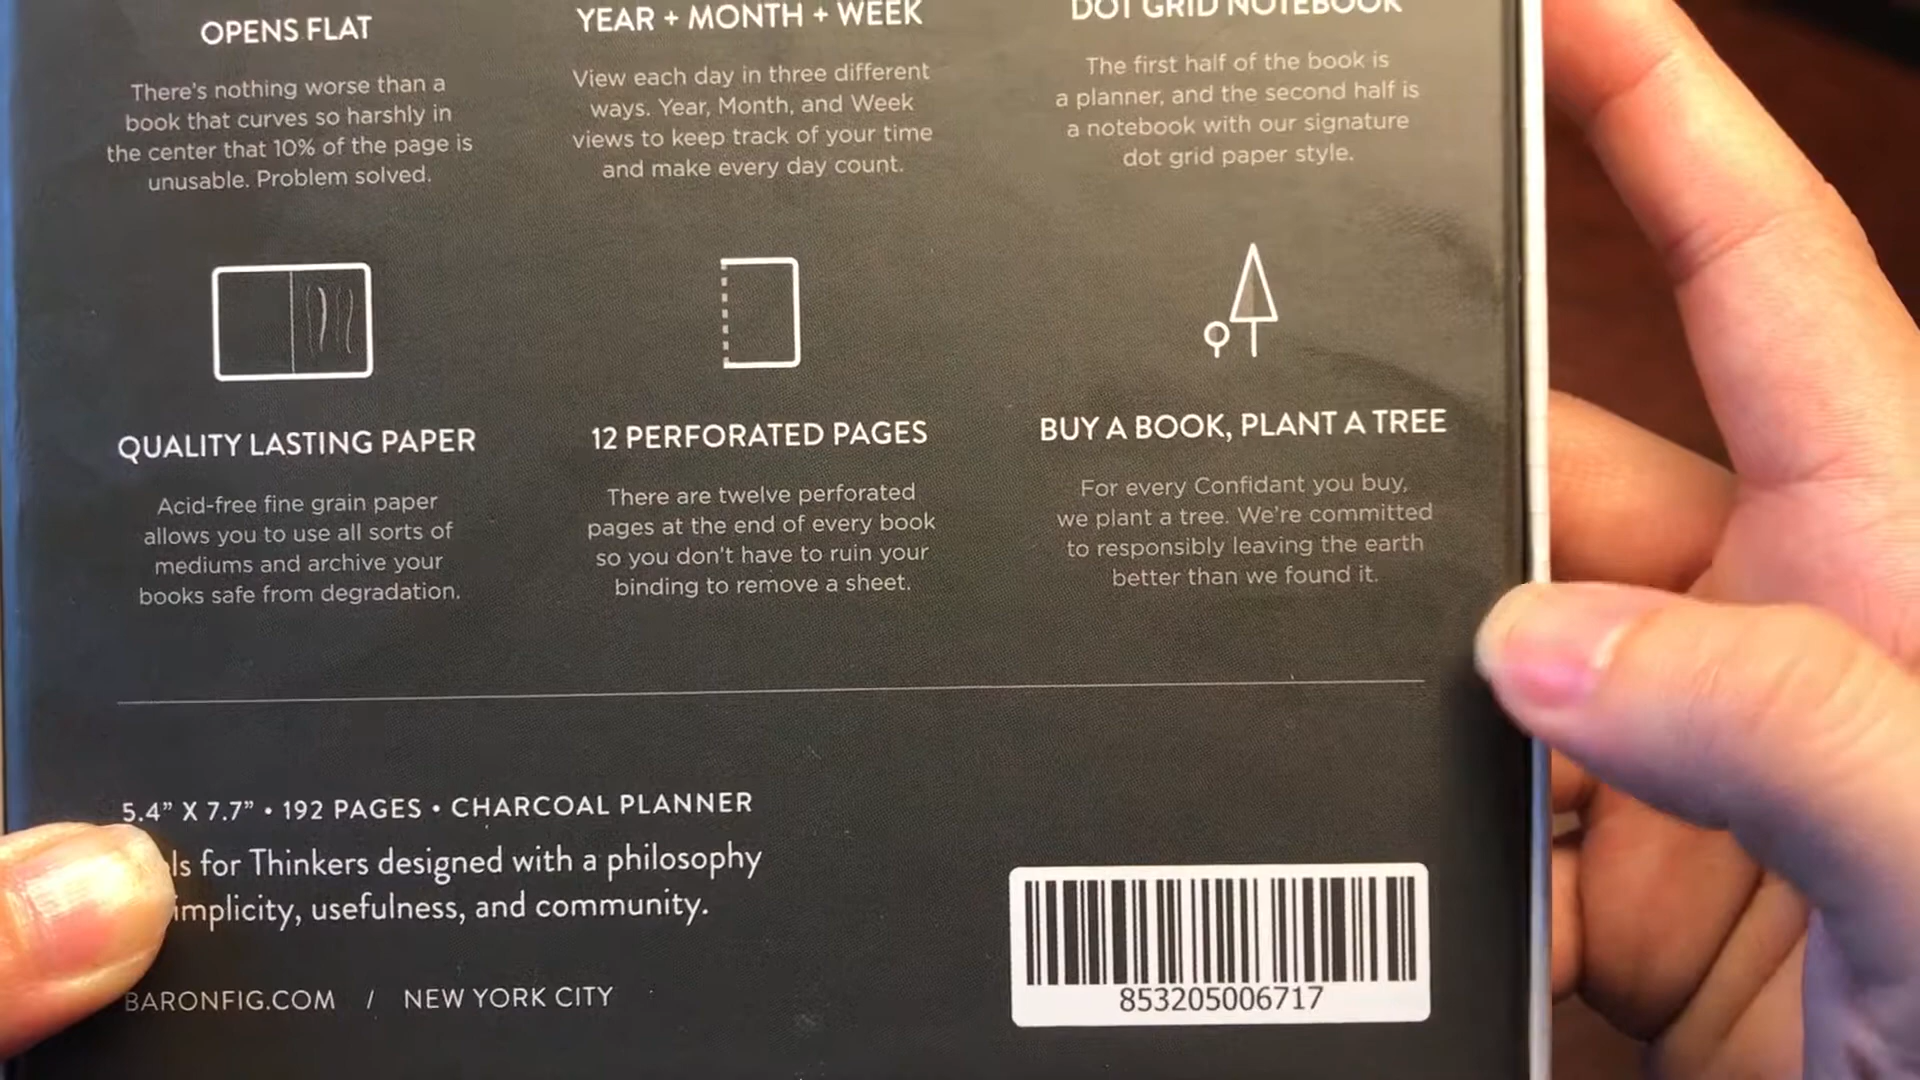 OPENS FLAT
There's nothing worse than a
book that curves so harshly in
the center that 10% of the page is
unusable. Problem solved.
YEAR + MONTH + WEEK
View each day in three different
ways. Year, Month, and Week
views to keep track of your time
and make every day count.
DOT GRID NOTEBOOK
The first half of the book is
a planner, and the second half is
a notebook with our signature
dot grid paper style.
QUALITY LASTING PAPER
Acid-free fine grain paper
allows you to use all sorts of
mediums and archive your
books safe from degradation.
12 PERFORATED PAGES
There are twelve perforated
pages at the end of every book
so you don't have to ruin your
binding to remove a sheet.
BUY A BOOK, PLANT A TREE
For every Confidant you buy,
we plant a tree. We're committed
to responsibly leaving the earth
better than we found it.
5.4” X 7.7” • 192 PAGES • CHARCOAL PLANNER
for Thinkers designed with a philosophy
usefulness, and community.
BARONFIG.COM / NEW YORK CITY
853205006717